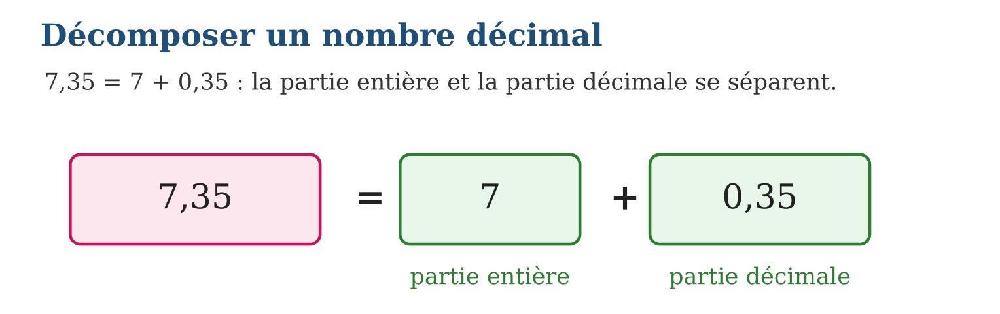 Décomposer un nombre décimal
7,35 = 7 + 0,35 : la partie entière et la partie décimale se séparent.
7,35 = 7 + 0,35
partie entière partie décimale